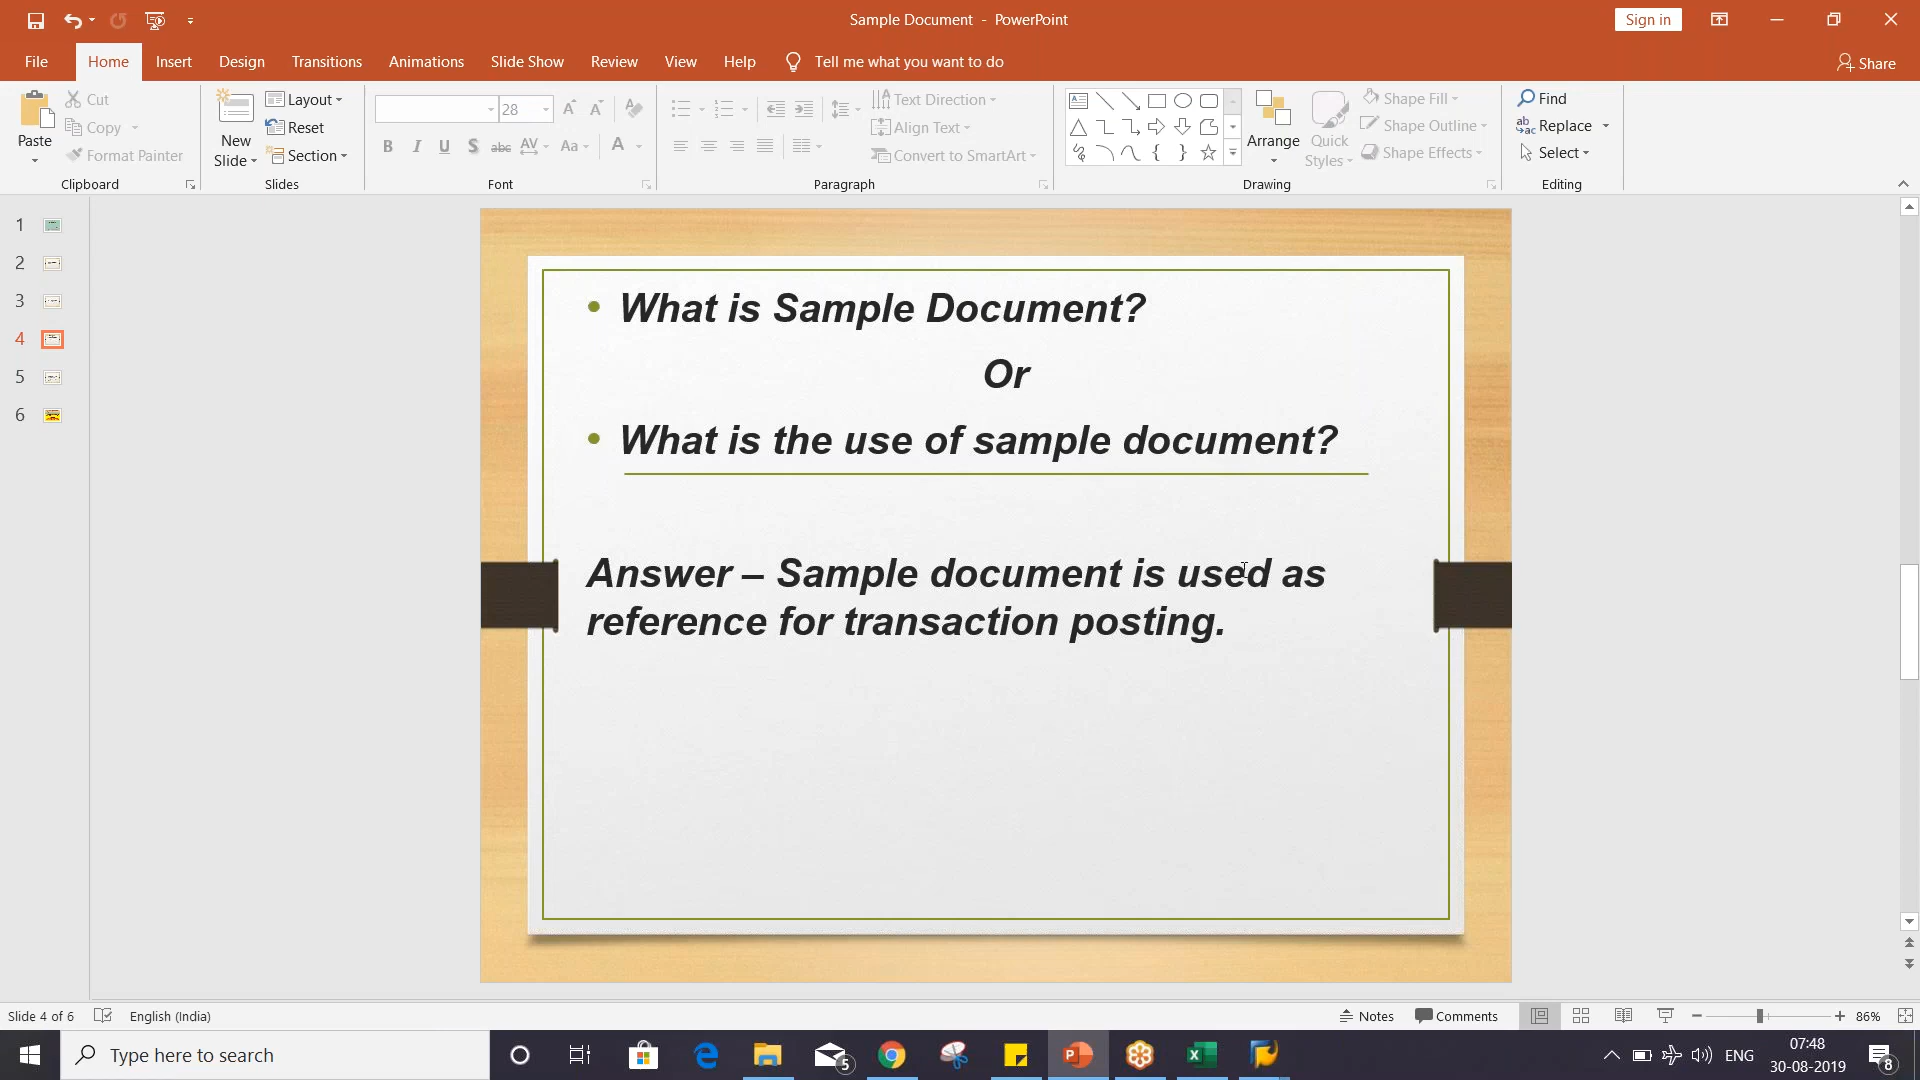 Sample Document - PowerPoint
Sign in
File Home Insert Design Transitions Animations Slide Show Review View Help Tell me what you want to do
Share
Paste
Cut
Copy
Format Painter
Clipboard
New Slide
Layout
Reset
Section
Slides
28
B I U S abc AV Aa A
Font
Text Direction
Align Text
Convert to SmartArt
Paragraph
Arrange
Quick Styles
Shape Fill
Shape Outline
Shape Effects
Drawing
Find
Replace
Select
Editing
1
2
3
4
5
6
• What is Sample Document?
Or
• What is the use of sample document?
Answer – Sample document is used as
reference for transaction posting.
Slide 4 of 6 English (India)
Notes Comments 86%
Type here to search
5
ENG
07:48
30-08-2019
8